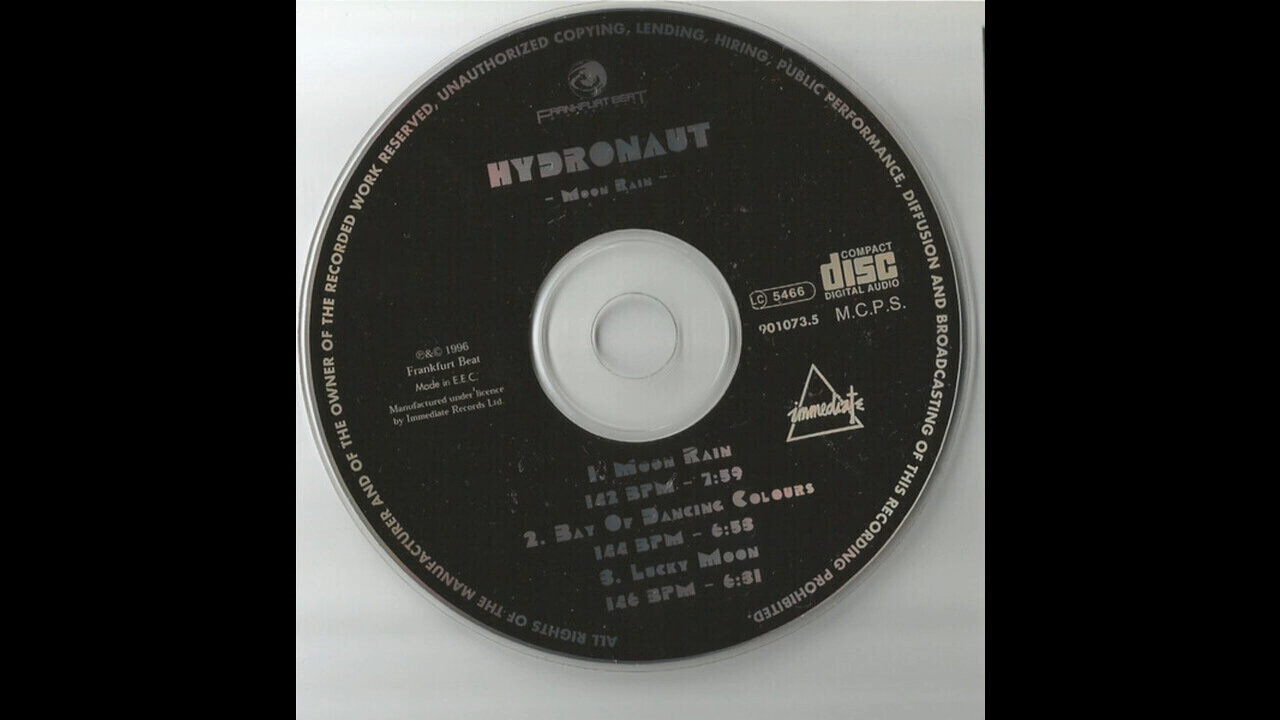 ALL RIGHTS OF THE MANUFACTURER AND OF THE OWNER OF THE RECORDED WORK RESERVED, UNAUTHORIZED COPYING, LENDING, HIRING, PUBLIC PERFORMANCE, DIFFUSION AND BROADCASTING OF THIS RECORDING PROHIBITED.
FRANKFURT BEAT
HYDRONAUT
- MOON RAIN -
COMPACT
disc
DIGITAL AUDIO
LC 5466
901073.5
M.C.P.S.
℗&© 1996
Frankfurt Beat
Made in E.E.C.
Manufactured under licence
by Immediate Records Ltd.
immediate
1. MOON RAIN
142 BPM - 7:59
2. BAY OF DANCING COLOURS
144 BPM - 6:58
3. LUCKY MOON
146 BPM - 6:31